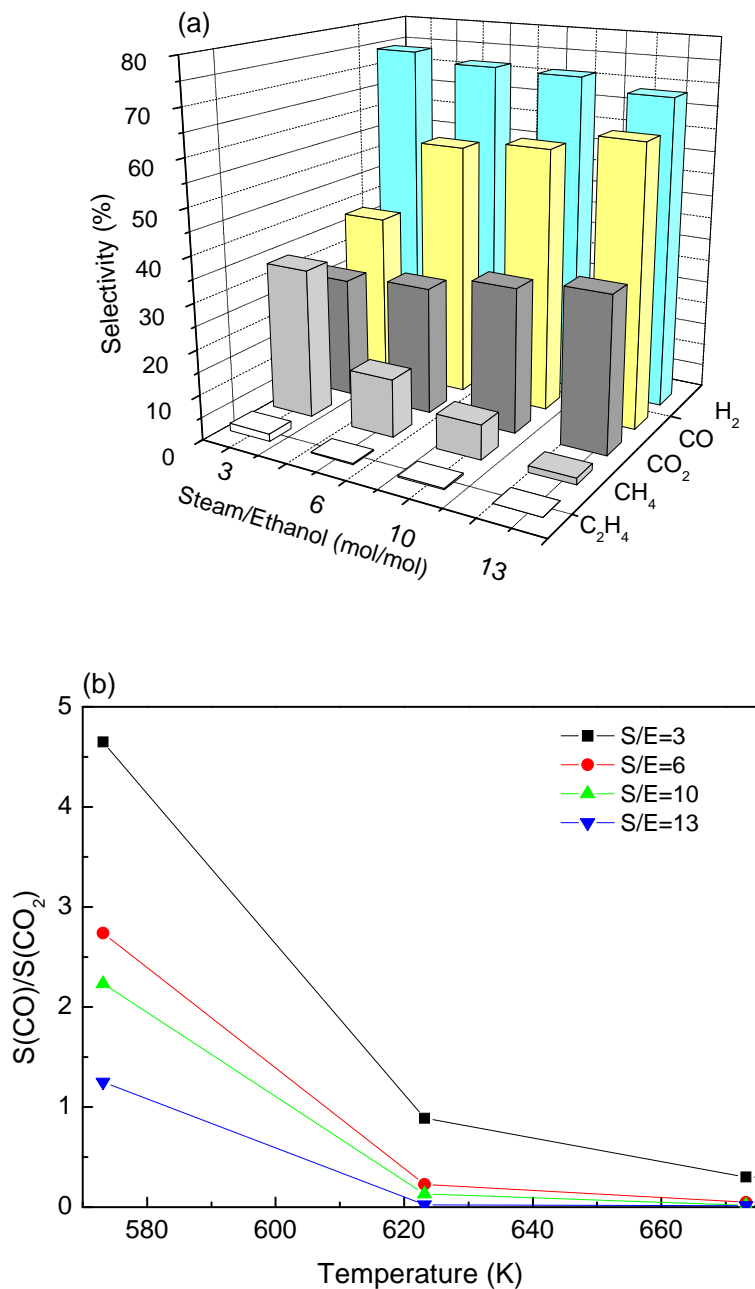 (a)
80
70
60
50
40
30
20
10
0
Selectivity (%)
3
6
10
13
Steam/Ethanol (mol/mol)
H₂
CO
CO₂
CH₄
C₂H₄
(b)
5
4
3
2
1
0
S(CO)/S(CO₂)
S/E=3
S/E=6
S/E=10
S/E=13
580 600 620 640 660
Temperature (K)